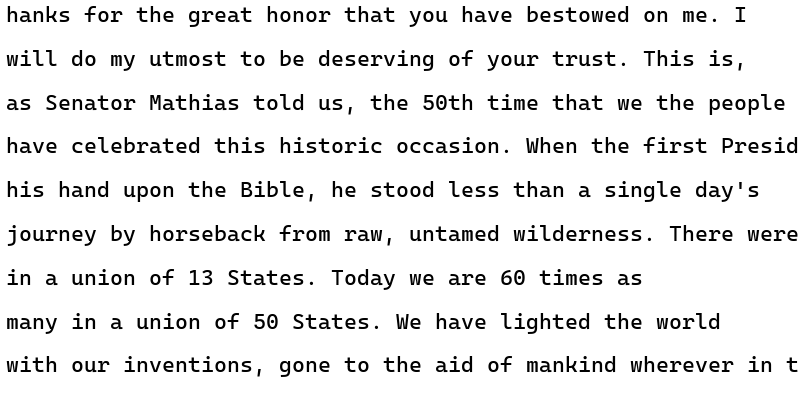 hanks for the great honor that you have bestowed on me. I
will do my utmost to be deserving of your trust. This is,
as Senator Mathias told us, the 50th time that we the people
have celebrated this historic occasion. When the first Presid
his hand upon the Bible, he stood less than a single day's
journey by horseback from raw, untamed wilderness. There were
in a union of 13 States. Today we are 60 times as
many in a union of 50 States. We have lighted the world
with our inventions, gone to the aid of mankind wherever in t